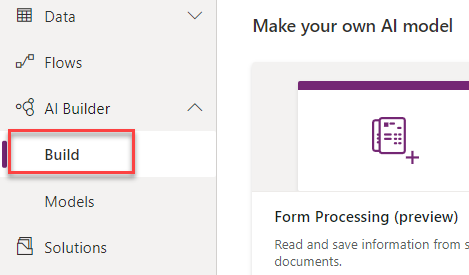 Data
Flows
AI Builder
Build
Models
Solutions
Make your own AI model
Form Processing (preview)
Read and save information from s
documents.